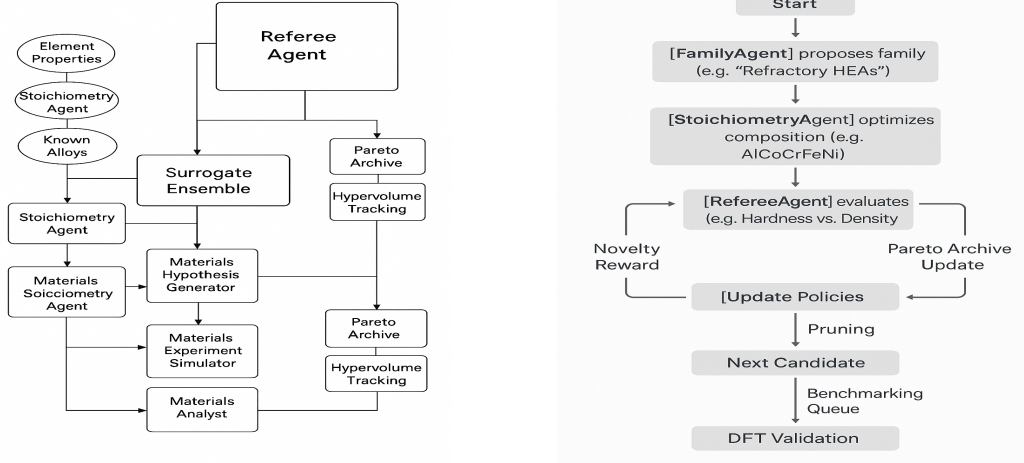 Referee
Agent
Element
Properties
Stoichiometry
Agent
Known
Alloys
Surrogate
Ensemble
Pareto
Archive
Hypervolume
Tracking
Stoichiometry
Agent
Materials
Soicciometry
Agent
Materials
Hypothesis
Generator
Materials
Experiment
Simulator
Materials
Analyst
Pareto
Archive
Hypervolume
Tracking
Start
[FamilyAgent] proposes family
(e.g. “Refractory HEAs”)
[StoichiometryAgent] optimizes
composition (e.g.
AlCoCrFeNi)
[RefereeAgent] evaluates
(e.g. Hardness vs. Density
Novelty
Reward
Pareto Archive
Update
[Update Policies
Pruning
Next Candidate
Benchmarking
Queue
DFT Validation